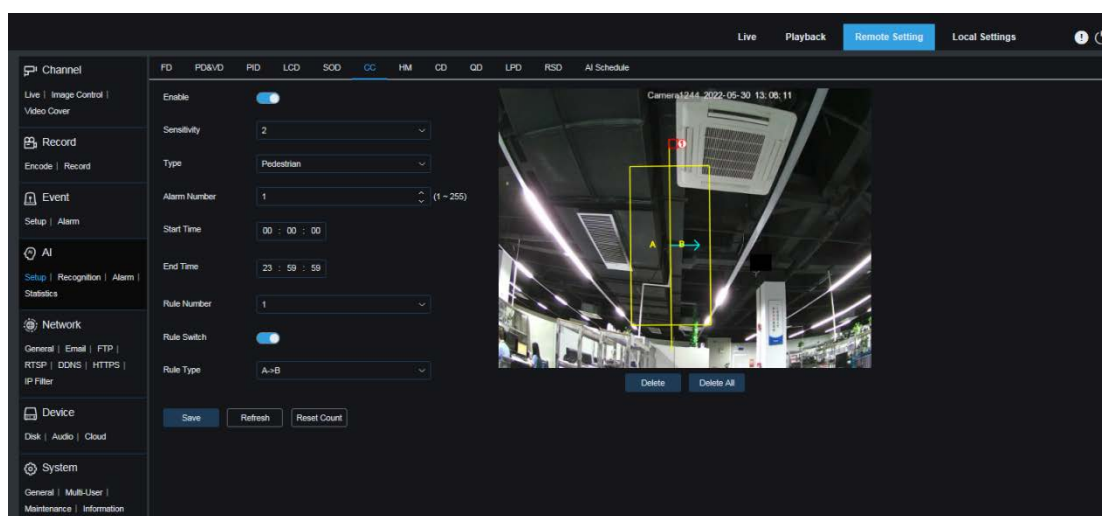 Live Playback Remote Setting Local Settings
Channel
Live | Image Control |
Video Cover
Record
Encode | Record
Event
Setup | Alarm
AI
Setup | Recognition | Alarm |
Statistics
Network
General | Email | FTP |
RTSP | DDNS | HTTPS |
IP Filter
Device
Disk | Audio | Cloud
System
General | Multi-User |
Maintenance | Information
FD PD&VD PID LCD SOD CC HM CD QD LPD RSD AI Schedule
Enable
Sensitivity 2
Type Pedestrian
Alarm Number 1 (1 ~ 255)
Start Time 00 : 00 : 00
End Time 23 : 59 : 59
Rule Number 1
Rule Switch
Rule Type A->B
Save Refresh Reset Count
Camera1244 2022-05-30 13:06:11
1
A B
Delete Delete All